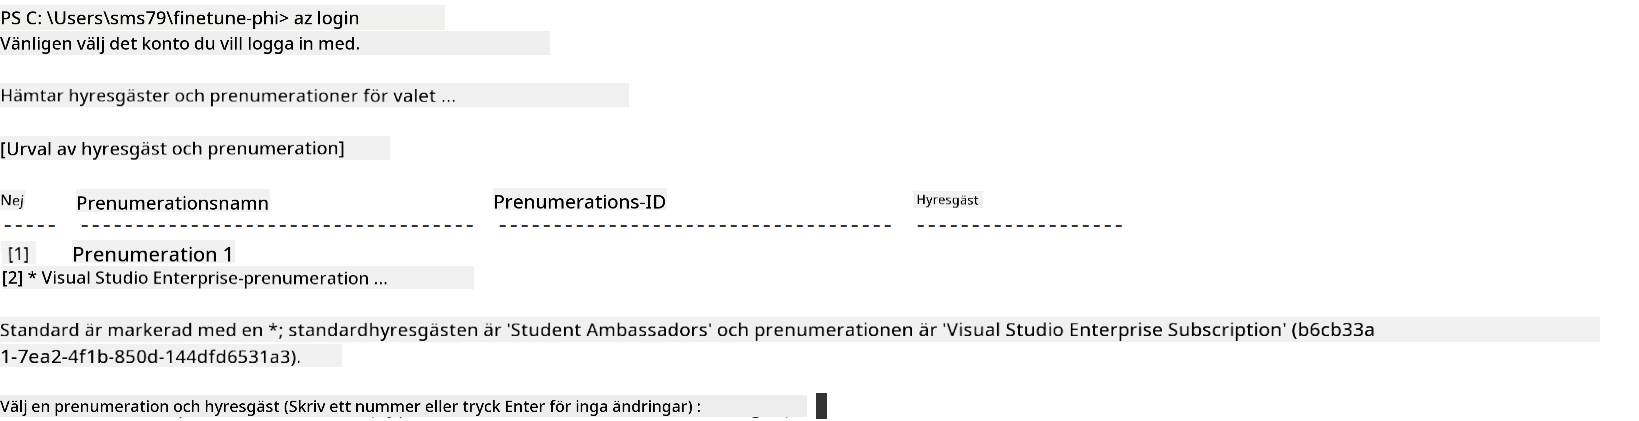 PS C: \Users\sms79\finetune-phi> az login
Vänligen välj det konto du vill logga in med.
Hämtar hyresgäster och prenumerationer för valet ...
[Urval av hyresgäst och prenumeration]
Nej Prenumerationsnamn Prenumerations-ID Hyresgäst
----- ---------------------------------- ---------------------------------- ------------------
[1] Prenumeration 1
[2] * Visual Studio Enterprise-prenumeration ...
Standard är markerad med en *; standardhyresgästen är 'Student Ambassadors' och prenumerationen är 'Visual Studio Enterprise Subscription' (b6cb33a
1-7ea2-4f1b-850d-144dfd6531a3).
Välj en prenumeration och hyresgäst (Skriv ett nummer eller tryck Enter för inga ändringar) :